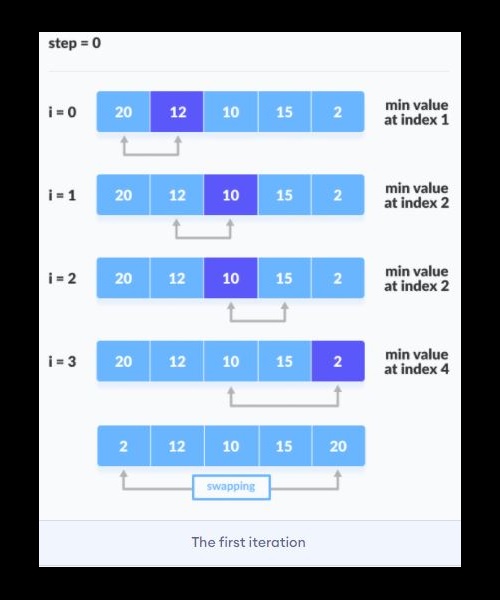 step = 0
i = 0 20 12 10 15 2 min value
at index 1
i = 1 20 12 10 15 2 min value
at index 2
i = 2 20 12 10 15 2 min value
at index 2
i = 3 20 12 10 15 2 min value
at index 4
2 12 10 15 20
swapping
The first iteration